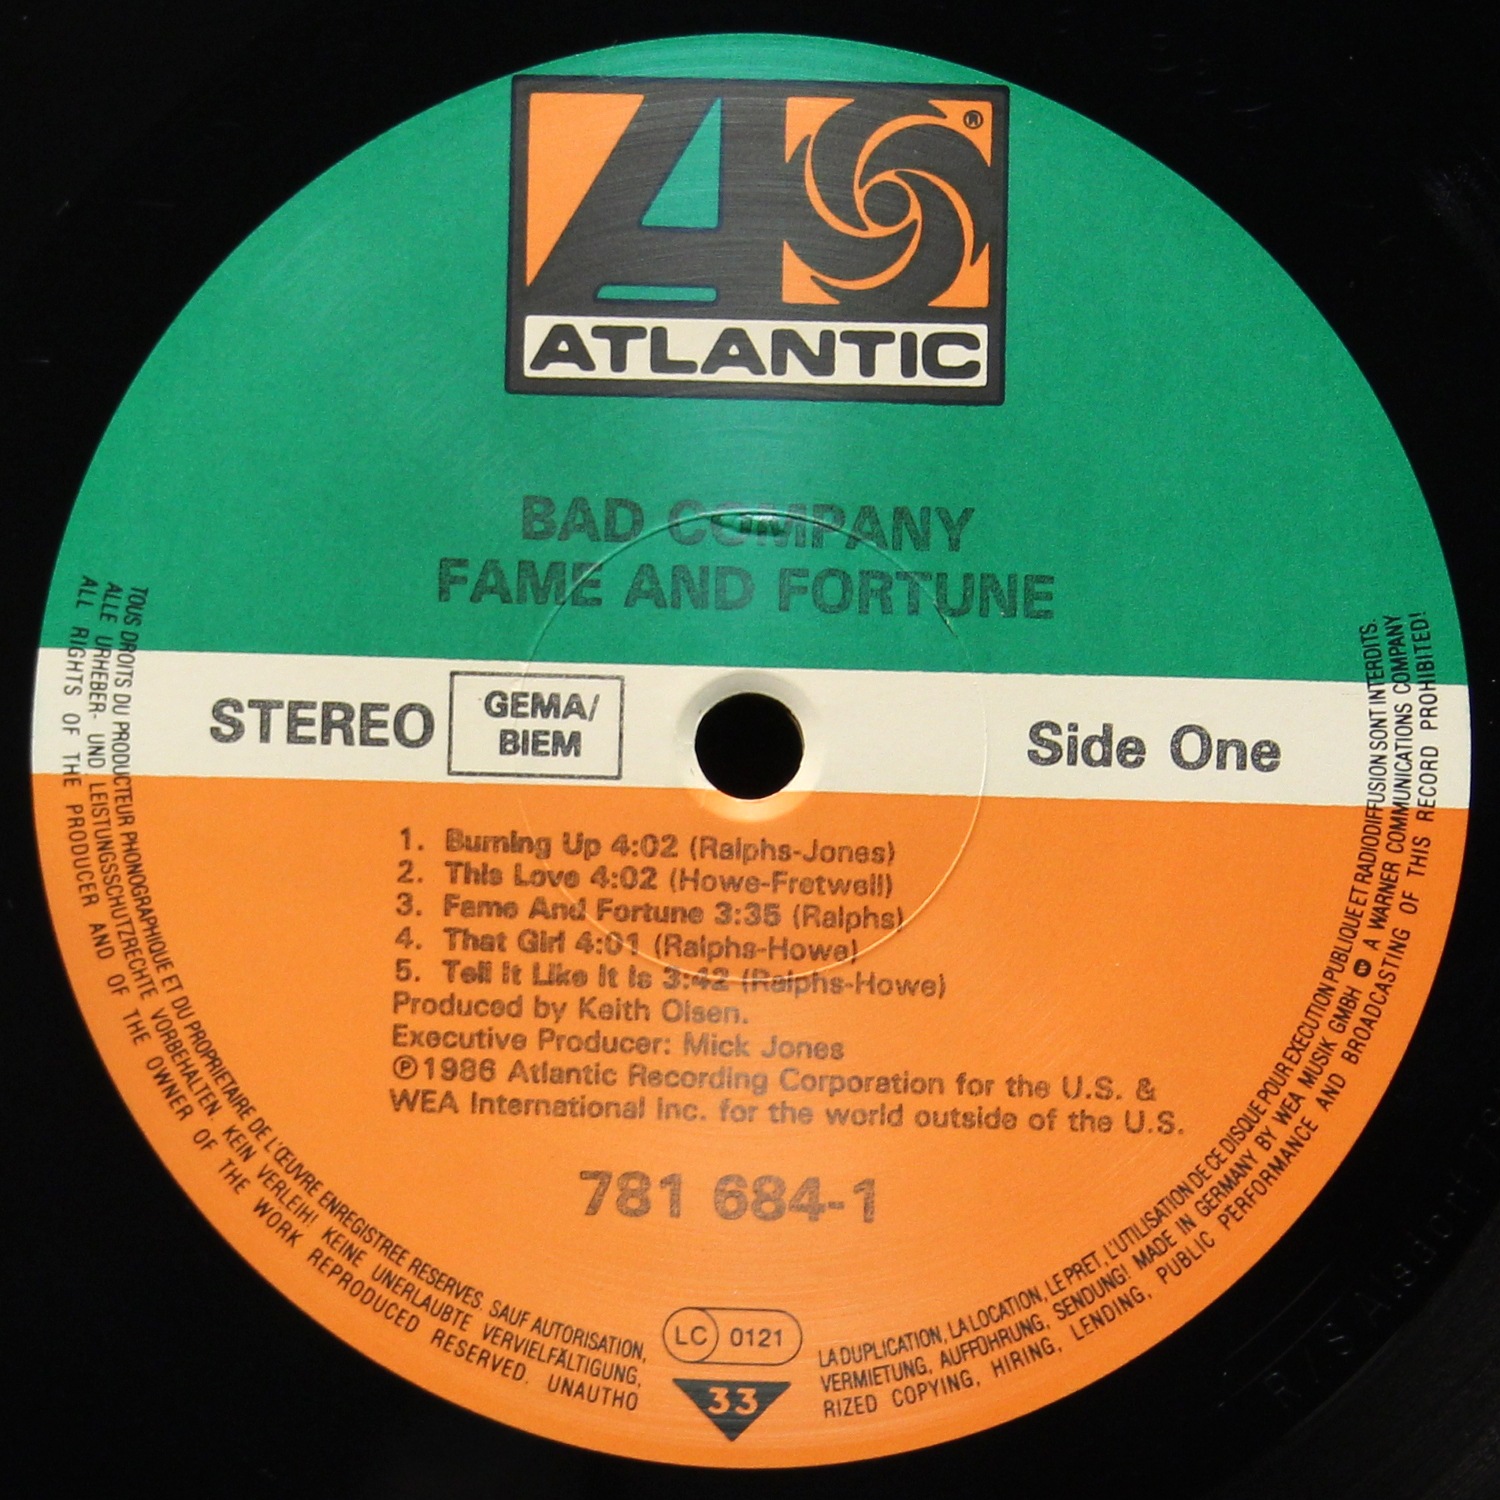 ATLANTIC
®
BAD COMPANY
FAME AND FORTUNE
STEREO
GEMA/
BIEM
Side One
1. Burning Up 4:02 (Ralphs-Jones)
2. This Love 4:02 (Howe-Fretwell)
3. Fame And Fortune 3:35 (Ralphs)
4. That Girl 4:01 (Ralphs-Howe)
5. Tell It Like It Is 3:42 (Ralphs-Howe)
Produced by Keith Olsen.
Executive Producer: Mick Jones
℗1986 Atlantic Recording Corporation for the U.S. &
WEA International Inc. for the world outside of the U.S.
781 684-1
LC 0121
33
TOUS DROITS DU PRODUCTEUR PHONOGRAPHIQUE ET DU PROPRIETAIRE DE L'ŒUVRE ENREGISTREE RESERVES. SAUF AUTORISATION, LA DUPLICATION, LA LOCATION, LE PRET, L'UTILISATION DE CE DISQUE POUR EXECUTION PUBLIQUE ET RADIODIFFUSION SONT INTERDITS.
ALLE URHEBER- UND LEISTUNGSSCHUTZRECHTE VORBEHALTEN. KEIN VERLEIH! KEINE UNERLAUBTE VERVIELFÄLTIGUNG, VERMIETUNG, AUFFÜHRUNG, SENDUNG! MADE IN GERMANY BY WEA MUSIK GMBH W A WARNER COMMUNICATIONS COMPANY
ALL RIGHTS OF THE PRODUCER AND OF THE OWNER OF THE WORK REPRODUCED RESERVED. UNAUTHORIZED COPYING, HIRING, LENDING, PUBLIC PERFORMANCE AND BROADCASTING OF THIS RECORD PROHIBITED!